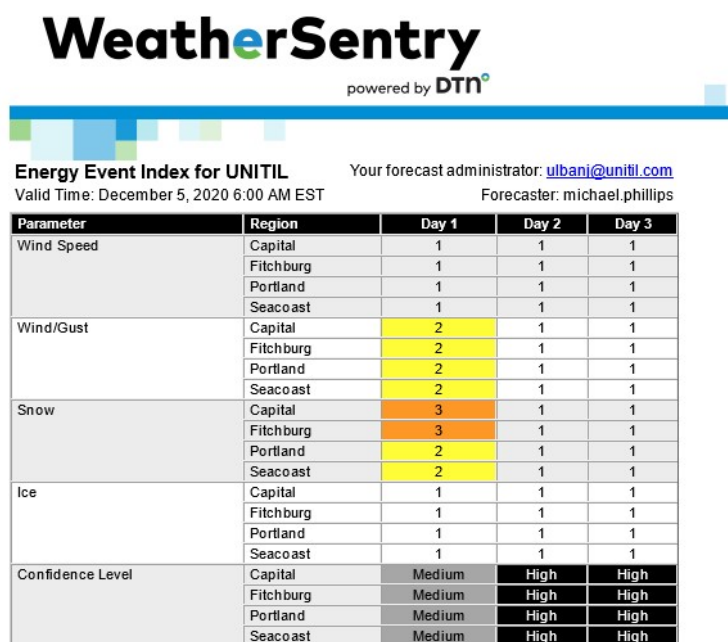 WeatherSentry
powered by DTN°
Energy Event Index for UNITIL Your forecast administrator: ulbanj@unitil.com
Valid Time: December 5, 2020 6:00 AM EST Forecaster: michael.phillips
Parameter Region Day 1 Day 2 Day 3
Wind Speed Capital 1 1 1
Fitchburg 1 1 1
Portland 1 1 1
Seacoast 1 1 1
Wind/Gust Capital 2 1 1
Fitchburg 2 1 1
Portland 2 1 1
Seacoast 2 1 1
Snow Capital 3 1 1
Fitchburg 3 1 1
Portland 2 1 1
Seacoast 2 1 1
Ice Capital 1 1 1
Fitchburg 1 1 1
Portland 1 1 1
Seacoast 1 1 1
Confidence Level Capital Medium High High
Fitchburg Medium High High
Portland Medium High High
Seacoast Medium High High